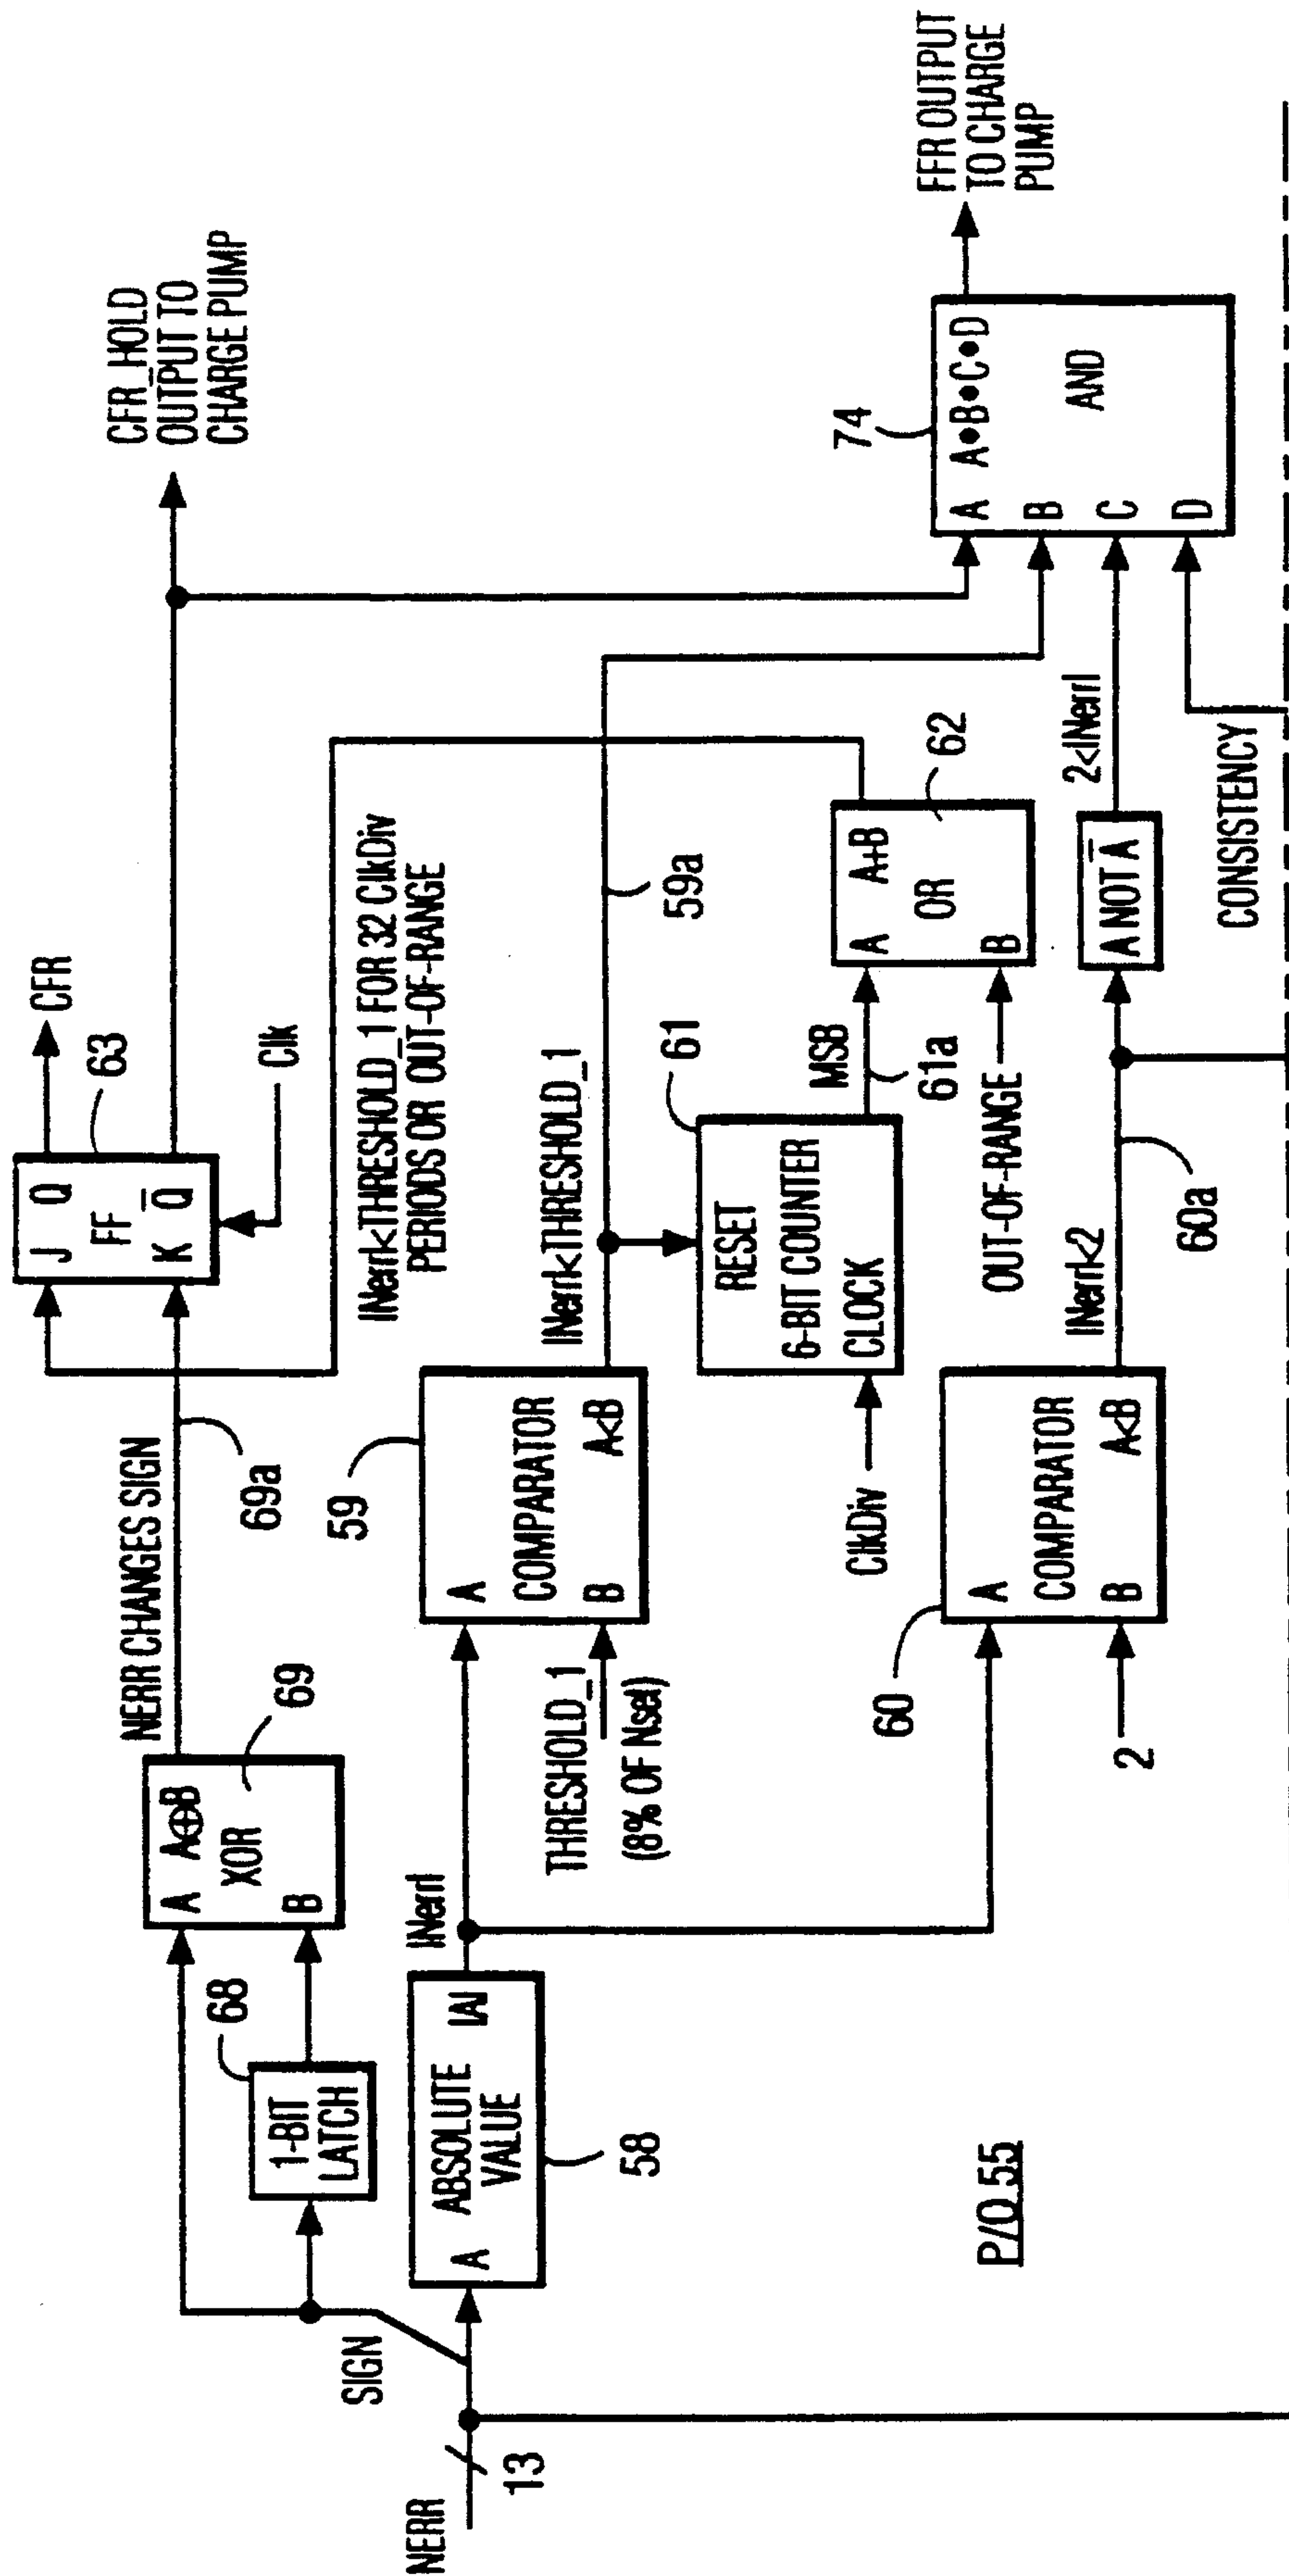 NERR
13
SIGN
1-BIT
LATCH
68
A A⊕B
XOR
B
69
NERR CHANGES SIGN
69a
J Q
FF
K Q̅
63
CFR
Clk
CFR_HOLD
OUTPUT TO
CHARGE PUMP
A ABSOLUTE |A|
VALUE
58
|Nerr|
THRESHOLD_1
(8% OF Nset)
A
COMPARATOR
B A<B
59
|Nerr|<THRESHOLD_1
|Nerr|<THRESHOLD_1 FOR 32 ClkDiv
PERIODS OR OUT-OF-RANGE
59a
RESET
6-BIT COUNTER
CLOCK
61
ClkDiv
MSB
61a
OUT-OF-RANGE
A A+B
OR
B
62
A
COMPARATOR
B A<B
60
2
|Nerr|<2
60a
A NOT A̅
2<|Nerr|
CONSISTENCY
A A•B•C•D
B
AND
C
D
74
FFR OUTPUT
TO CHARGE
PUMP
P/O 55